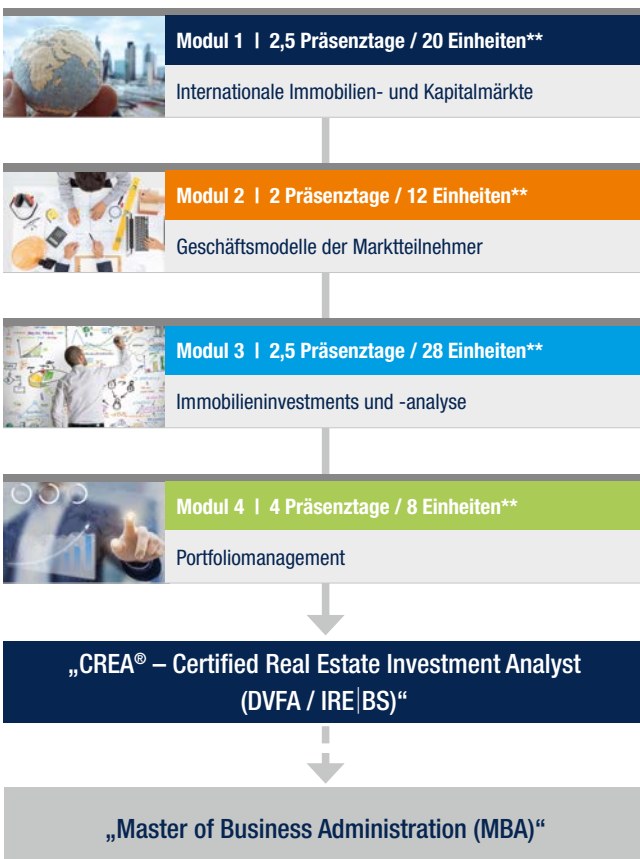 Modul 1 | 2,5 Präsenztage / 20 Einheiten**
Internationale Immobilien- und Kapitalmärkte
Modul 2 | 2 Präsenztage / 12 Einheiten**
Geschäftsmodelle der Marktteilnehmer
Modul 3 | 2,5 Präsenztage / 28 Einheiten**
Immobilieninvestments und -analyse
Modul 4 | 4 Präsenztage / 8 Einheiten**
Portfoliomanagement
„CREA® – Certified Real Estate Investment Analyst
(DVFA / IRE|BS)“
„Master of Business Administration (MBA)“